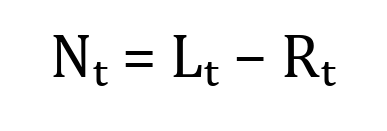 Nₜ = Lₜ − Rₜ